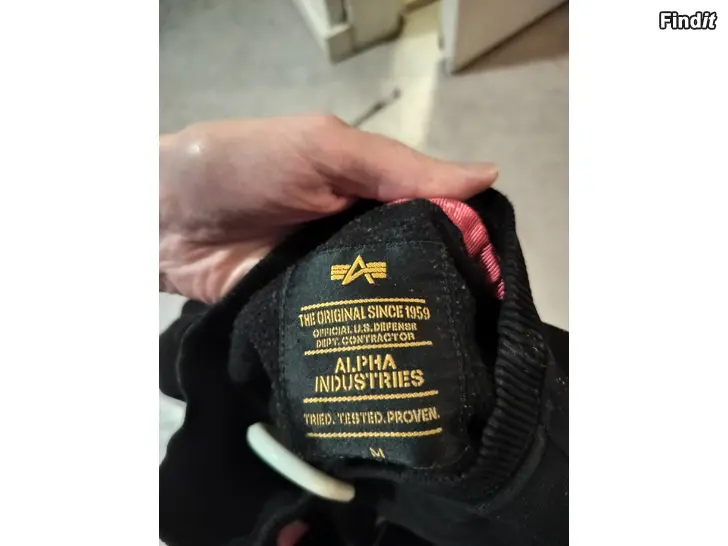 Findit
THE ORIGINAL SINCE 1959
OFFICIAL U.S. DEFENSE
DEPT. CONTRACTOR
ALPHA
INDUSTRIES
TRIED. TESTED. PROVEN.
M